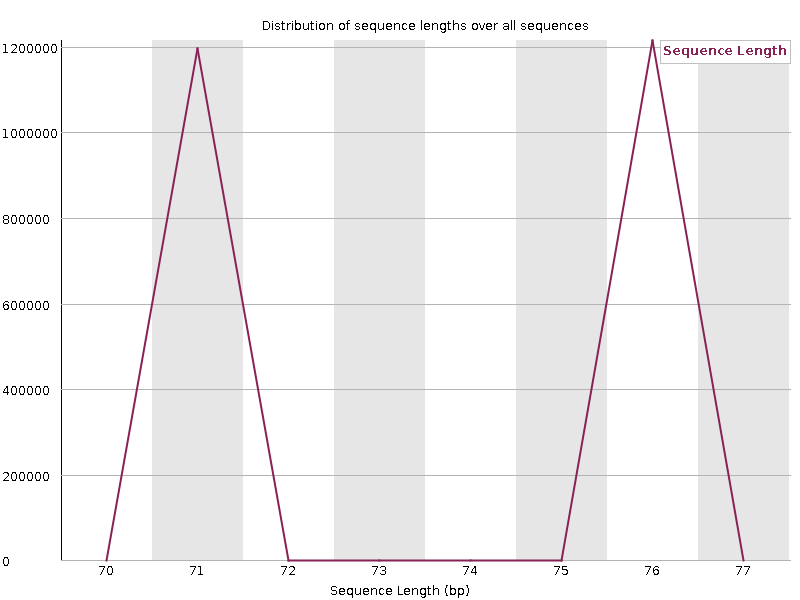 Distribution of sequence lengths over all sequences
Sequence Length
1200000
1000000
800000
600000
400000
200000
0
70 71 72 73 74 75 76 77
Sequence Length (bp)